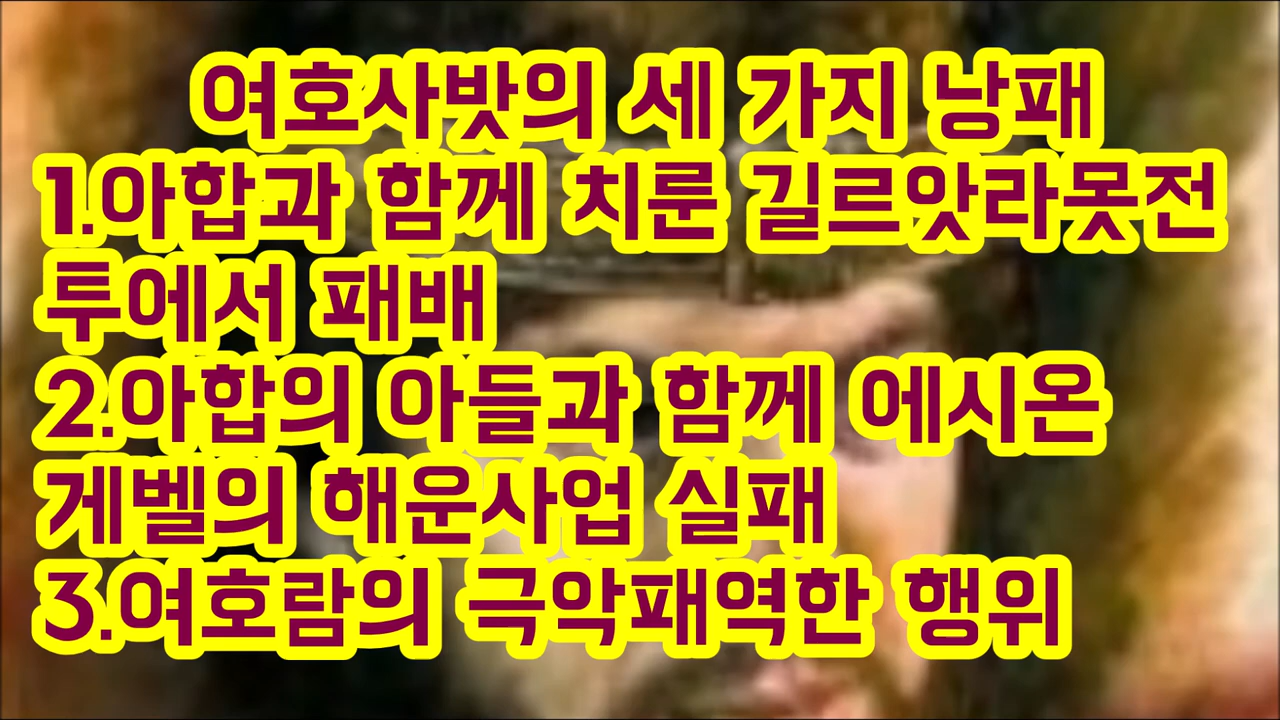 여호사밧의 세 가지 낭패
1.아합과 함께 치룬 길르앗라못전
투에서 패배
2.아합의 아들과 함께 에시온
게벨의 해운사업 실패
3.여호람의 극악패역한 행위